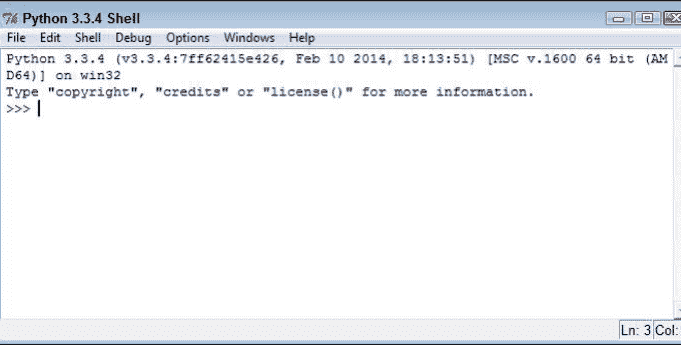 Python 3.3.4 Shell
File Edit Shell Debug Options Windows Help
Python 3.3.4 (v3.3.4:7ff62415e426, Feb 10 2014, 18:13:51) [MSC v.1600 64 bit (AM
D64)] on win32
Type "copyright", "credits" or "license()" for more information.
>>>
Ln: 3 Col: